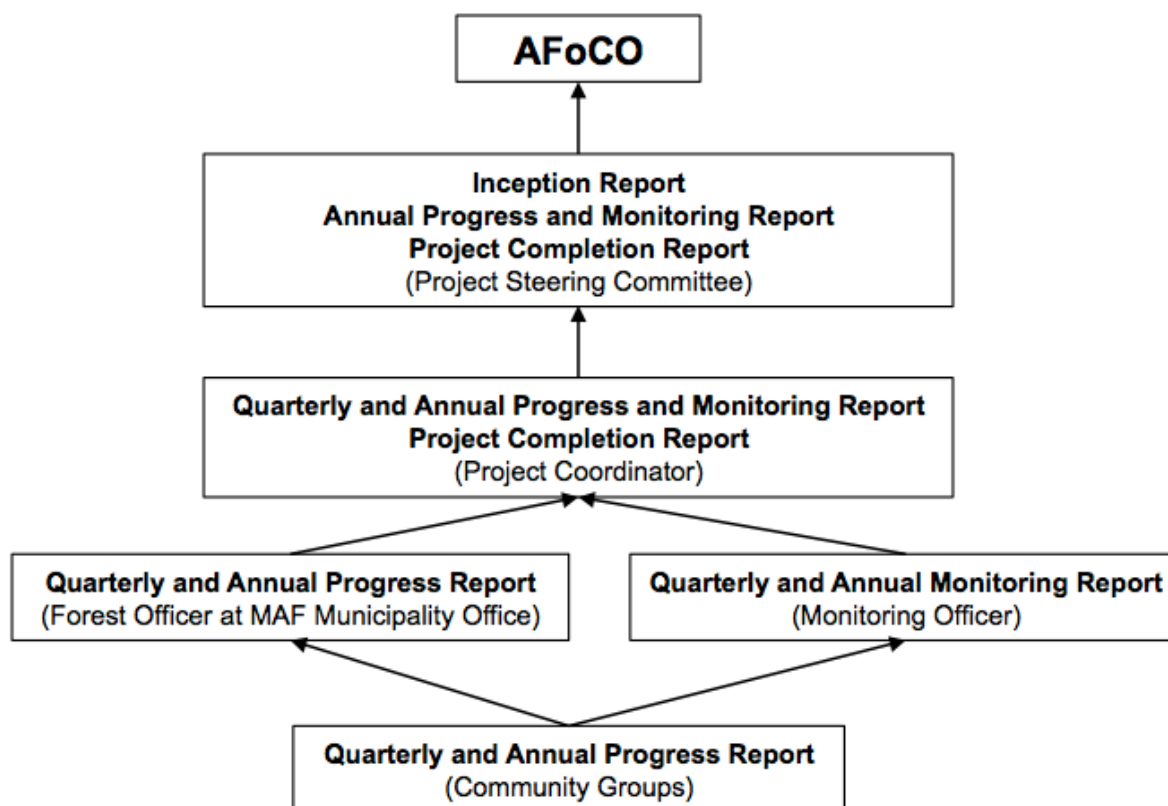 AFoCO
Inception Report
Annual Progress and Monitoring Report
Project Completion Report
(Project Steering Committee)
Quarterly and Annual Progress and Monitoring Report
Project Completion Report
(Project Coordinator)
Quarterly and Annual Progress Report
(Forest Officer at MAF Municipality Office)
Quarterly and Annual Monitoring Report
(Monitoring Officer)
Quarterly and Annual Progress Report
(Community Groups)